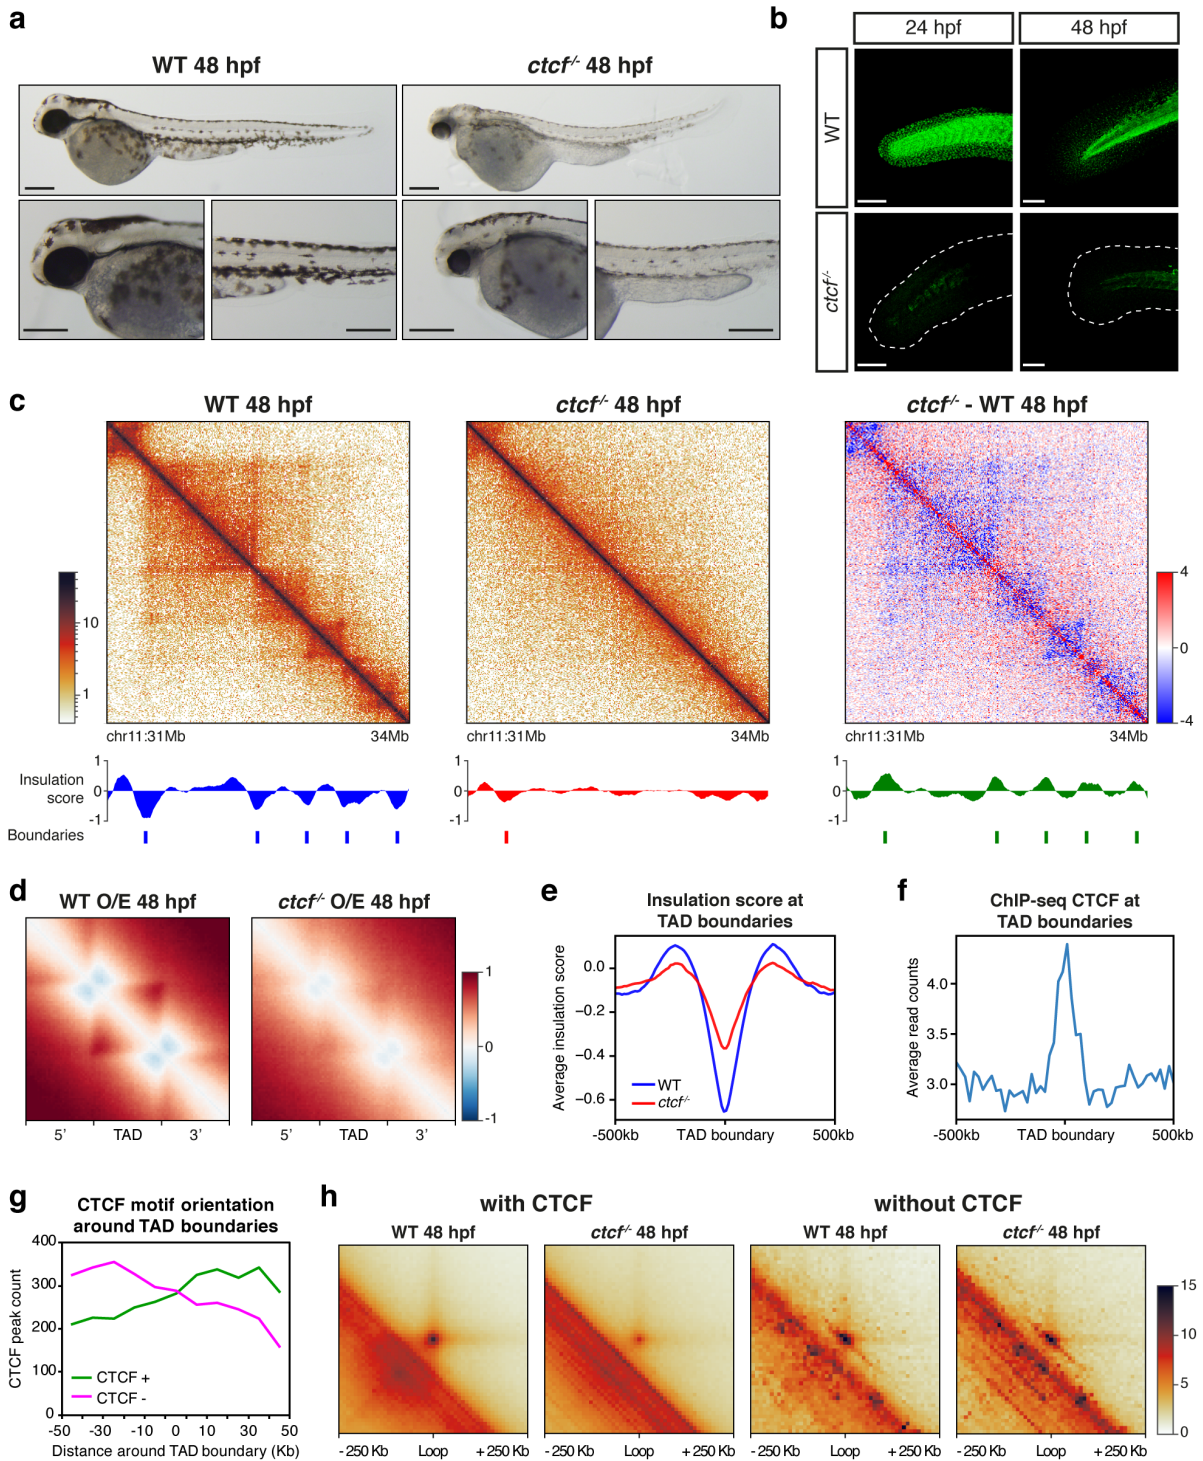 a
WT 48 hpf
ctcf-/- 48 hpf
b
24 hpf
48 hpf
WT
ctcf-/-
c
WT 48 hpf
ctcf-/- 48 hpf
ctcf-/- - WT 48 hpf
10
1
4
0
-4
chr11:31Mb
34Mb
chr11:31Mb
34Mb
chr11:31Mb
34Mb
Insulation
score
1
0
-1
1
0
-1
1
0
-1
Boundaries
d
WT O/E 48 hpf
ctcf-/- O/E 48 hpf
1
0
-1
5’
TAD
3’
5’
TAD
3’
e
Insulation score at
TAD boundaries
Average insulation score
0.0
−0.2
−0.4
−0.6
WT
ctcf-/-
-500kb
TAD boundary
500kb
f
ChIP-seq CTCF at
TAD boundaries
Average read counts
4.0
3.5
3.0
-500kb
TAD boundary
500kb
g
CTCF motif orientation
around TAD boundaries
CTCF peak count
400
300
200
100
0
CTCF +
CTCF -
-50
-30
-10
0
10
30
50
Distance around TAD boundary (Kb)
h
with CTCF
without CTCF
WT 48 hpf
ctcf-/- 48 hpf
WT 48 hpf
ctcf-/- 48 hpf
15
10
5
0
- 250 Kb
Loop
+ 250 Kb
- 250 Kb
Loop
+ 250 Kb
- 250 Kb
Loop
+ 250 Kb
- 250 Kb
Loop
+ 250 Kb